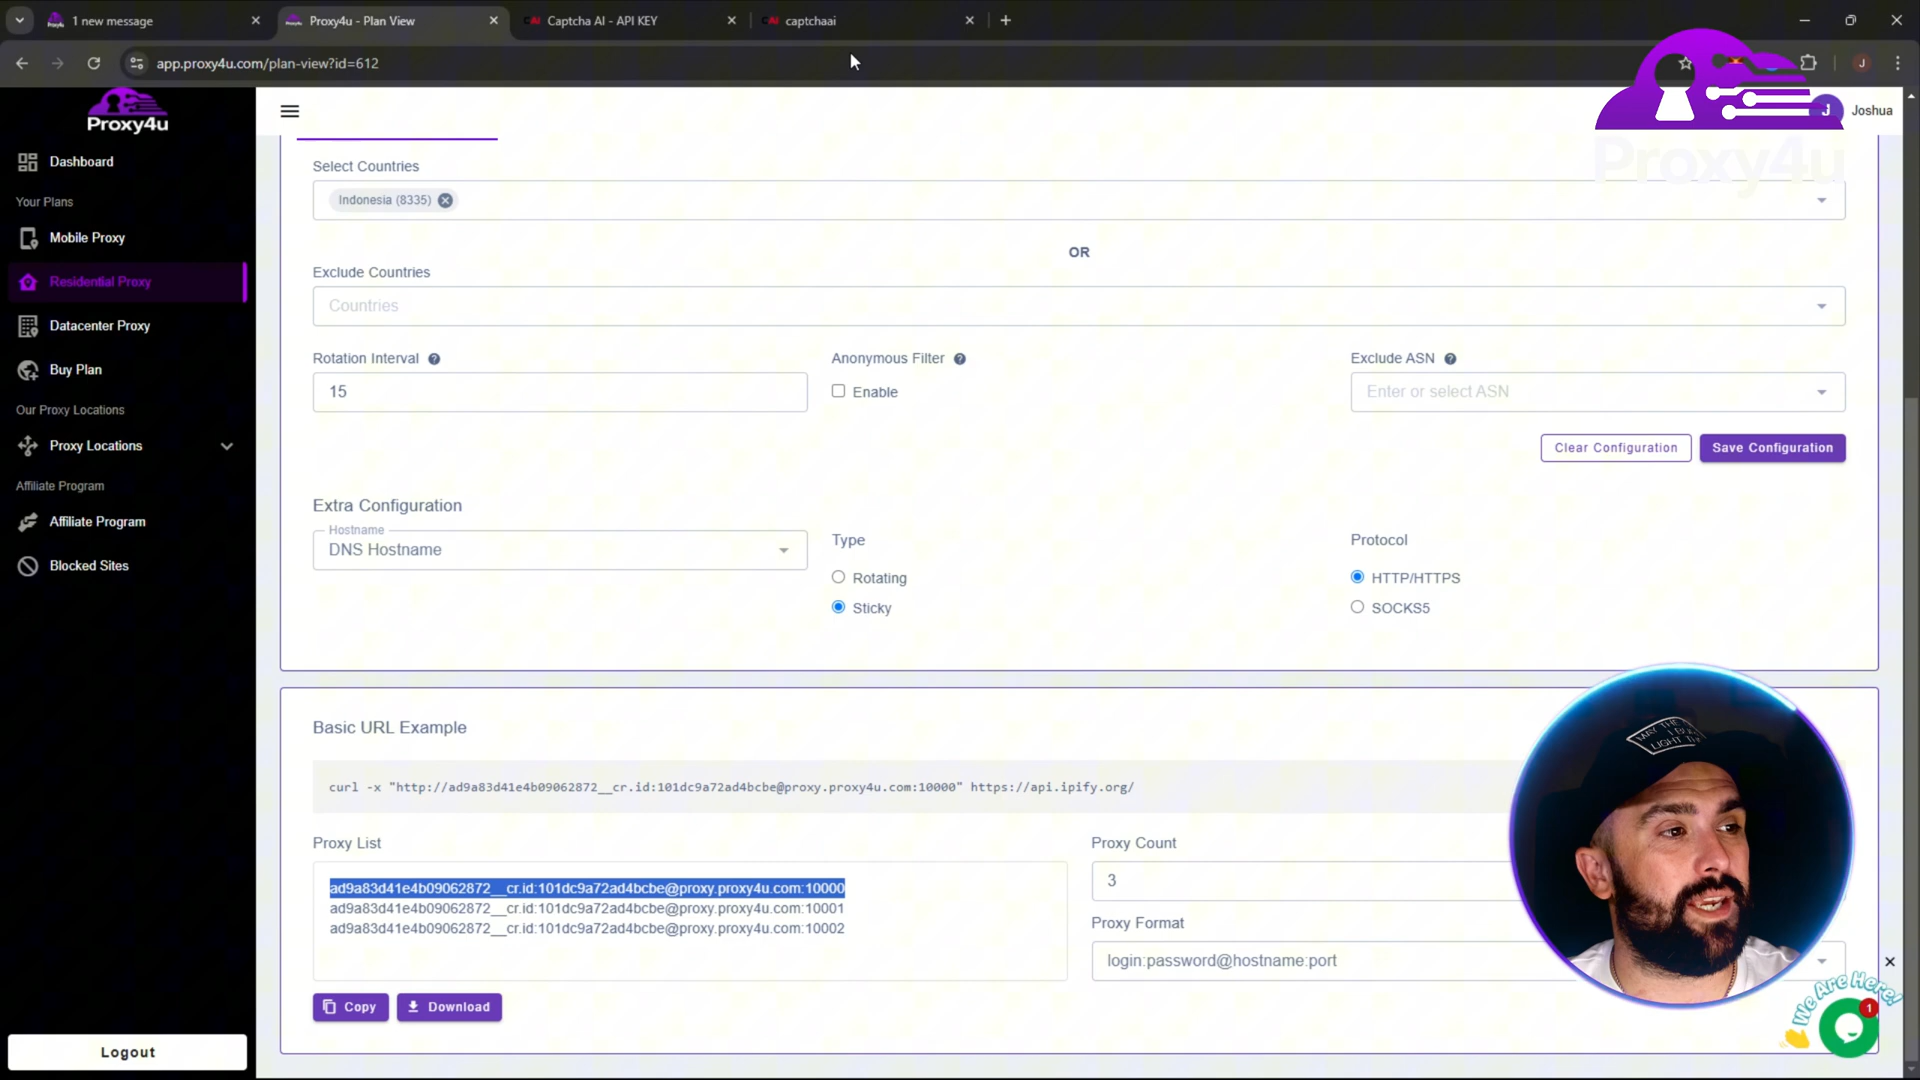 1 new message
Proxy4u - Plan View
Captcha AI - API KEY
captchaai
app.proxy4u.com/plan-view?id=612
J
Proxy4u
J
Joshua
Proxy4u
Dashboard
Your Plans
Mobile Proxy
Residential Proxy
Datacenter Proxy
Buy Plan
Our Proxy Locations
Proxy Locations
Affiliate Program
Affiliate Program
Blocked Sites
Logout
Select Countries
Indonesia (8335)
OR
Exclude Countries
Countries
Rotation Interval
Anonymous Filter
Exclude ASN
15
Enable
Enter or select ASN
Clear Configuration
Save Configuration
Extra Configuration
Hostname
DNS Hostname
Type
Rotating
Sticky
Protocol
HTTP/HTTPS
SOCKS5
Basic URL Example
curl -x "http://ad9a83d41e4b09062872__cr.id:101dc9a72ad4bcbe@proxy.proxy4u.com:10000" https://api.ipify.org/
Proxy List
ad9a83d41e4b09062872__cr.id:101dc9a72ad4bcbe@proxy.proxy4u.com:10000
ad9a83d41e4b09062872__cr.id:101dc9a72ad4bcbe@proxy.proxy4u.com:10001
ad9a83d41e4b09062872__cr.id:101dc9a72ad4bcbe@proxy.proxy4u.com:10002
Proxy Count
3
Proxy Format
login:password@hostname:port
Copy
Download
We Are Here!
1